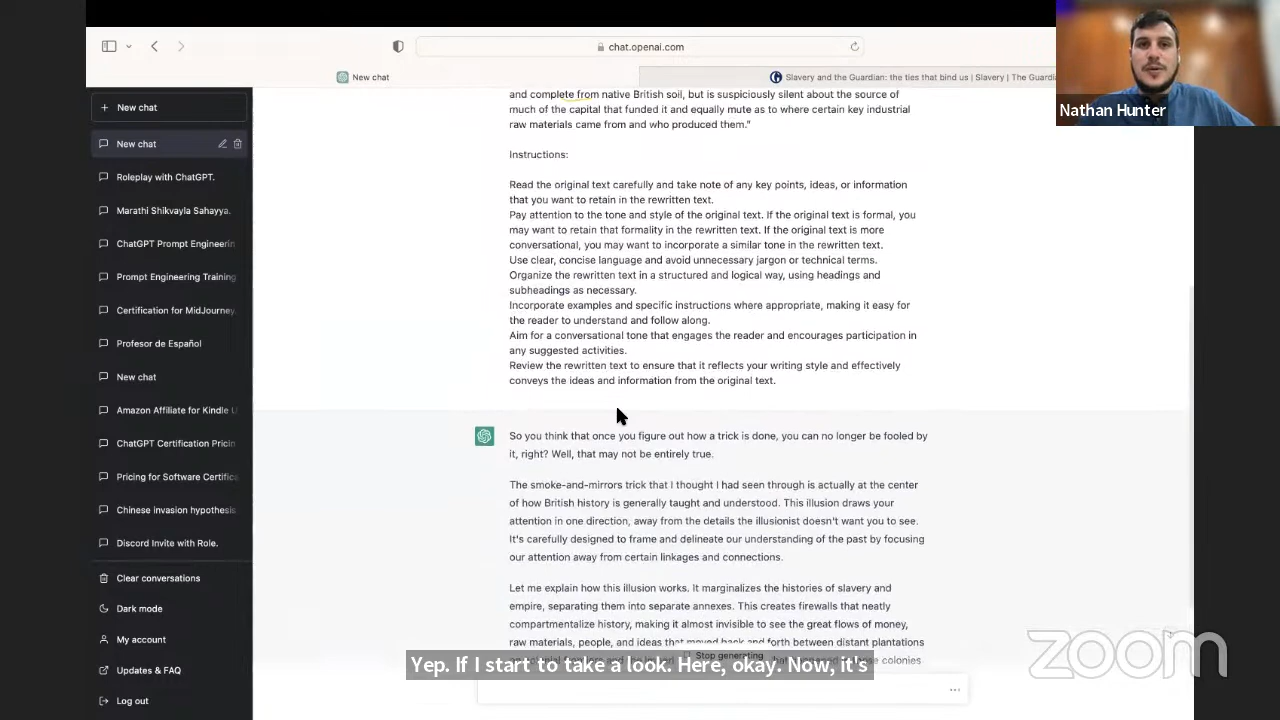 chat.openai.com
New chat
Slavery and the Guardian: the ties that bind us | Slavery | The Guardi
Nathan Hunter
New chat
New chat
Roleplay with ChatGPT.
Marathi Shikvayla Sahayya.
ChatGPT Prompt Engineerin
Prompt Engineering Training
Certification for MidJourney
Profesor de Español
New chat
Amazon Affiliate for Kindle U
ChatGPT Certification Pricin
Pricing for Software Certific
Chinese invasion hypothesis
Discord Invite with Role.
Clear conversations
Dark mode
My account
Updates & FAQ
Log out
and complete from native British soil, but is suspiciously silent about the source of
much of the capital that funded it and equally mute as to where certain key industrial
raw materials came from and who produced them."
Instructions:
Read the original text carefully and take note of any key points, ideas, or information
that you want to retain in the rewritten text.
Pay attention to the tone and style of the original text. If the original text is formal, you
may want to retain that formality in the rewritten text. If the original text is more
conversational, you may want to incorporate a similar tone in the rewritten text.
Use clear, concise language and avoid unnecessary jargon or technical terms.
Organize the rewritten text in a structured and logical way, using headings and
subheadings as necessary.
Incorporate examples and specific instructions where appropriate, making it easy for
the reader to understand and follow along.
Aim for a conversational tone that engages the reader and encourages participation in
any suggested activities.
Review the rewritten text to ensure that it reflects your writing style and effectively
conveys the ideas and information from the original text.
So you think that once you figure out how a trick is done, you can no longer be fooled by
it, right? Well, that may not be entirely true.
The smoke-and-mirrors trick that I thought I had seen through is actually at the center
of how British history is generally taught and understood. This illusion draws your
attention in one direction, away from the details the illusionist doesn't want you to see.
It's carefully designed to frame and delineate our understanding of the past by focusing
our attention away from certain linkages and connections.
Let me explain how this illusion works. It marginalizes the histories of slavery and
empire, separating them into separate annexes. This creates firewalls that neatly
compartmentalize history, making it almost invisible to see the great flows of money,
raw materials, people, and ideas that moved back and forth between distant plantations
Stop generating
colonies
Yep. If I start to take a look. Here, okay. Now, it's
zoom